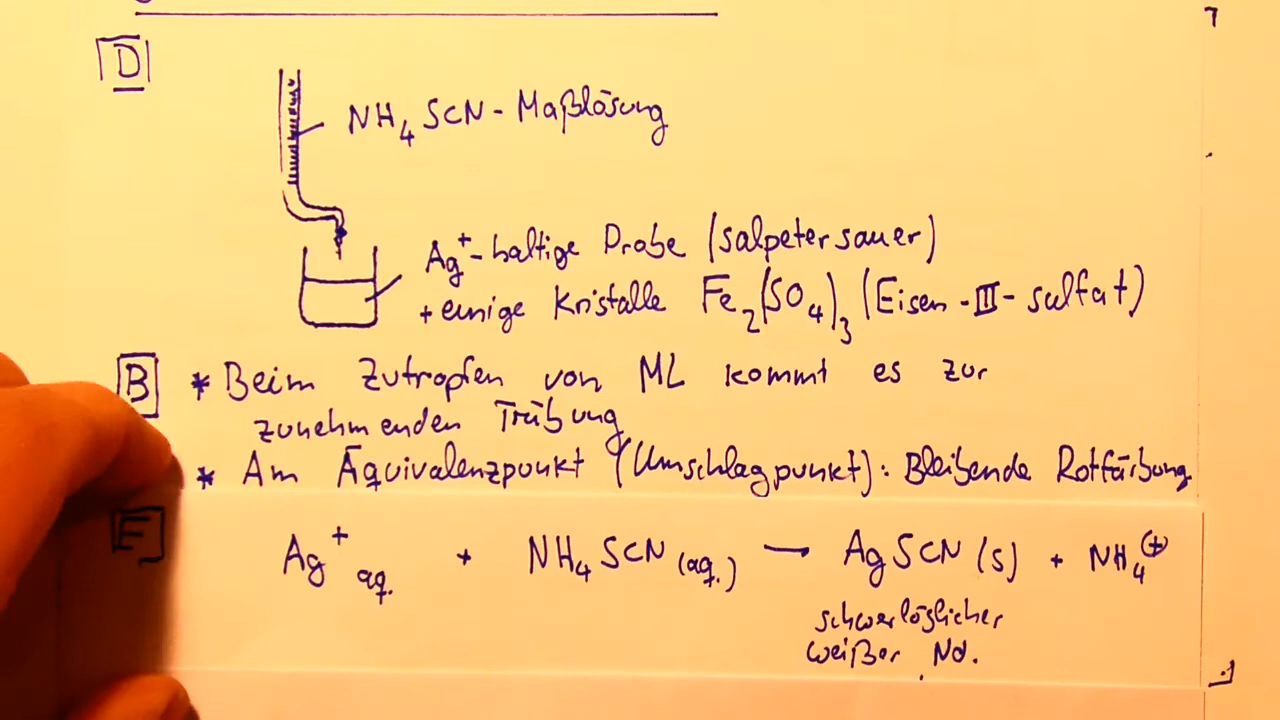 D
NH4SCN-Maßlösung
Ag+-haltige Probe (salpetersauer)
+ einige Kristalle Fe2(SO4)3 (Eisen-III-sulfat)
B * Beim Zutropfen von ML kommt es zur
zunehmenden Trübung
* Am Äquivalenzpunkt (Umschlagpunkt): Bleibende Rotfärbung
E Ag+ aq. + NH4SCN (aq.) → AgSCN (s) + NH4+
schwerlöslicher
weißer Nd.